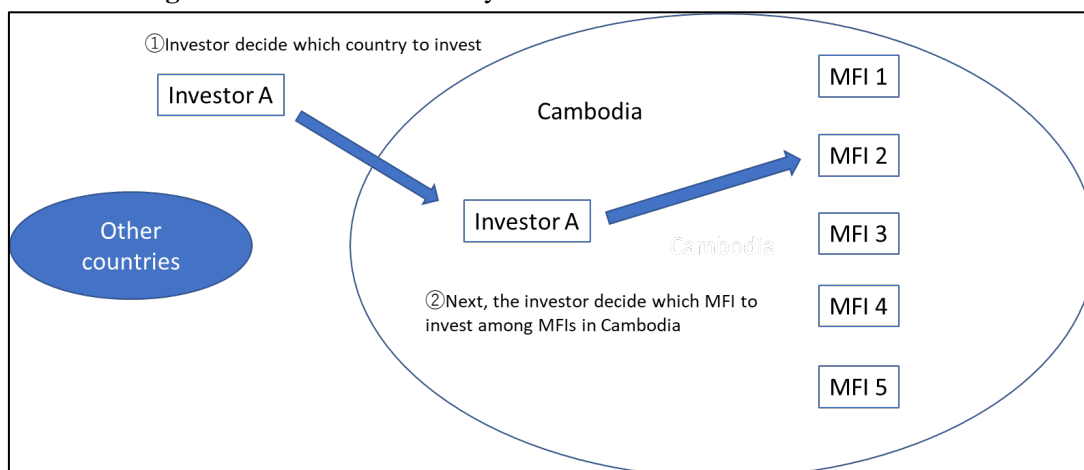 ①Investor decide which country to invest
Investor A
Cambodia
MFI 1
MFI 2
Investor A
MFI 3
Cambodia
Other
countries
②Next, the investor decide which MFI to
invest among MFIs in Cambodia
MFI 4
MFI 5